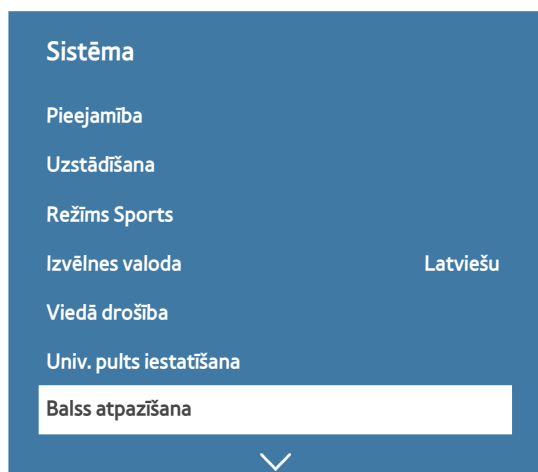 Sistēma
Pieejamība
Uzstādīšana
Režīms Sports
Izvēlnes valoda Latviešu
Viedā drošība
Univ. pults iestatīšana
Balss atpazīšana